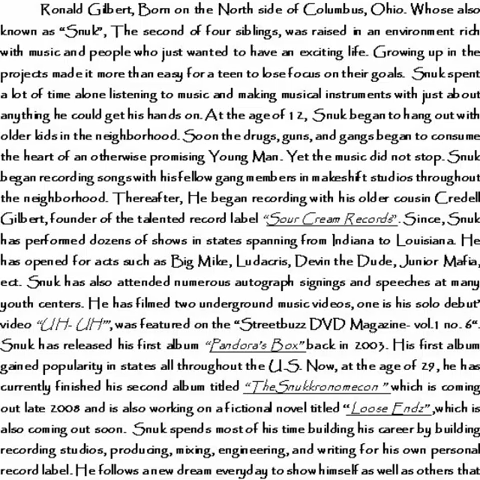 Ronald Gilbert, Born on the North side of Columbus, Ohio. Whose also
known as “Snuk”, The second of four siblings, was raised in an environment rich
with music and people who just wanted to have an exciting life. Growing up in the
projects made it more than easy for a teen to lose focus on their goals. Snuk spent
a lot of time alone listening to music and making musical instruments with just about
anything he could get his hands on. At the age of 12, Snuk began to hang out with
older kids in the neighborhood. Soon the drugs, guns, and gangs began to consume
the heart of an otherwise promising Young Man. Yet the music did not stop. Snuk
began recording songs with his fellow gang members in makeshift studios throughout
the neighborhood. Thereafter, He began recording with his older cousin Credell
Gilbert, founder of the talented record label “Sour Cream Records”. Since, Snuk
has performed dozens of shows in states spanning from Indiana to Louisiana. He
has opened for acts such as Big Mike, Ludacris, Devin the Dude, Junior Mafia,
ect. Snuk has also attended numerous autograph signings and speeches at many
youth centers. He has filmed two underground music videos, one is his solo debut’
video “UH- UH”, was featured on the “Streetbuzz DVD Magazine- vol.1 no. 6“.
Snuk has released his first album “Pandora’s Box” back in 2003. His first album
gained popularity in states all throughout the U.S. Now, at the age of 29, he has
currently finished his second album titled “TheSnukkronomecon ” which is coming
out late 2008 and is also working on a fictional novel titled “ Loose Endz” ,which is
also coming out soon. Snuk spends most of his time building his career by building
recording studios, producing, mixing, engineering, and writing for his own personal
record label. He follows a new dream everyday to show himself as well as others that